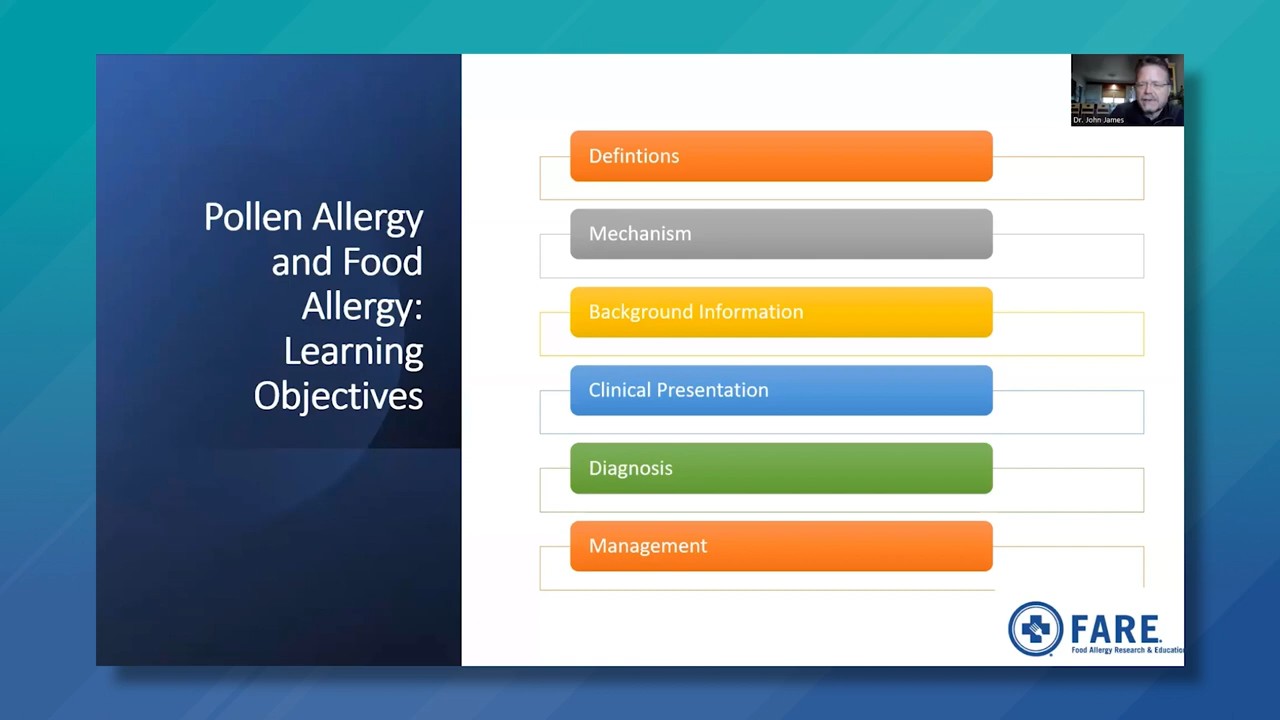 Pollen Allergy
and Food
Allergy:
Learning
Objectives
Defintions
Mechanism
Background Information
Clinical Presentation
Diagnosis
Management
Dr. John James
FARE.
Food Allergy Research & Educatio